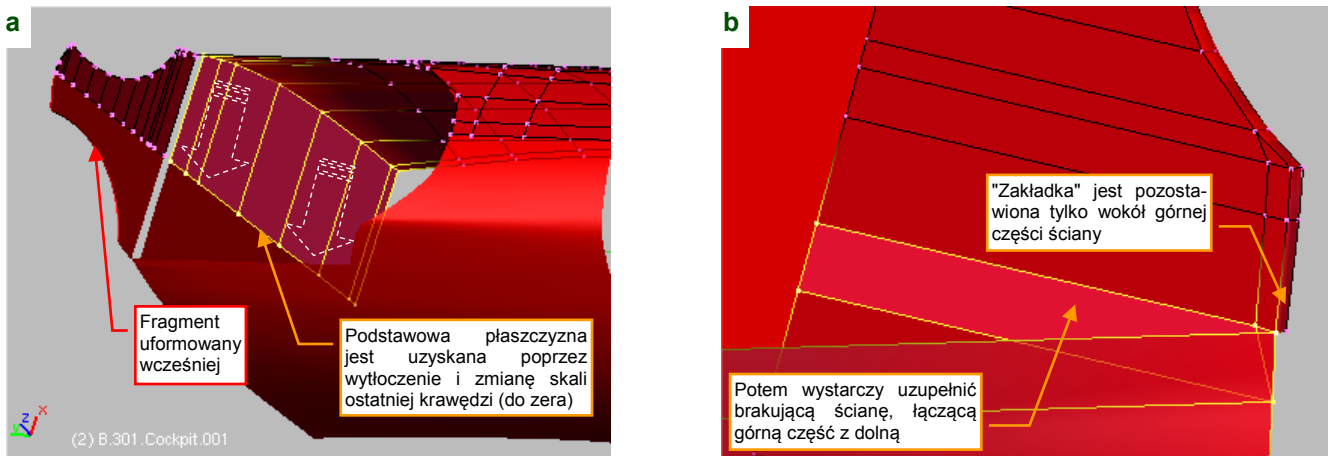 a
b
"Zakładka" jest pozosta-
wiona tylko wokół górnej
części ściany
Fragment
uformowany
wcześniej
Podstawowa płaszczyzna
jest uzyskana poprzez
wytłoczenie i zmianę skali
ostatniej krawędzi (do zera)
Potem wystarczy uzupełnić
brakującą ścianę, łączącą
górną część z dolną
z x
y
(2) B.301.Cockpit.001